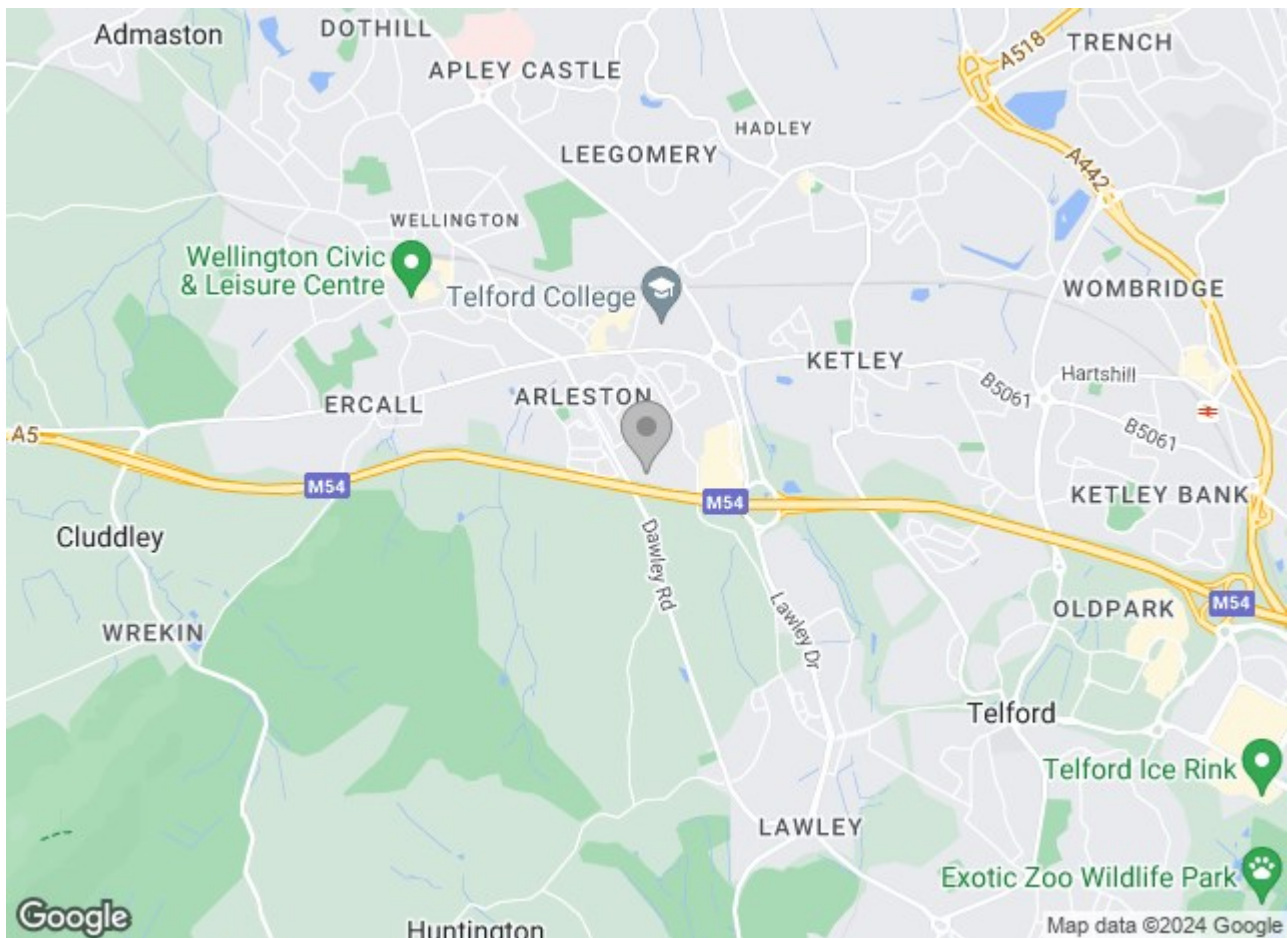 Admaston
DOTHILL
A518
TRENCH
APLEY CASTLE
HADLEY
LEEGOMERY
A442
WELLINGTON
Wellington Civic
& Leisure Centre
Telford College
WOMBRIDGE
KETLEY
Hartshill
B5061
ARLESTON
ERCALL
B5061
A5
M54
M54
KETLEY BANK
Cluddley
Dawley Rd
Lawley Dr
M54
OLDPARK
WREKIN
Telford
Telford Ice Rink
LAWLEY
Exotic Zoo Wildlife Park
Google
Huntington
Map data ©2024 Google